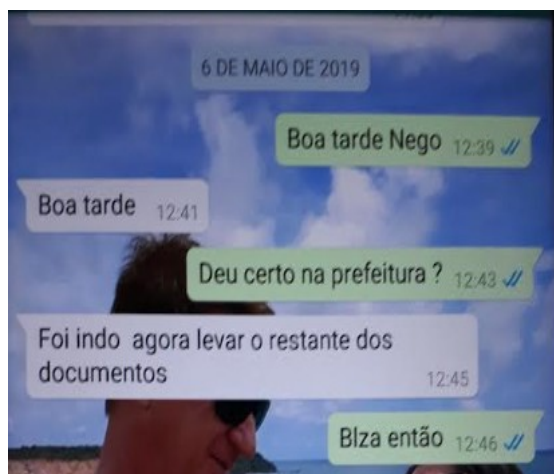 6 DE MAIO DE 2019
Boa tarde Nego 12:39
Boa tarde 12:41
Deu certo na prefeitura ? 12:43
Foi indo agora levar o restante dos
documentos 12:45
Blza então 12:46